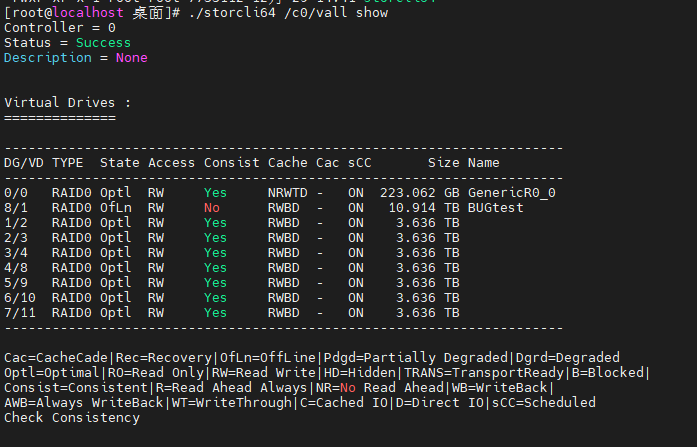 [root@localhost 桌面]# ./storcli64 /c0/vall show
Controller = 0
Status = Success
Description = None
Virtual Drives :
==============
----------------------------------------------------------------------
DG/VD TYPE  State Access Consist Cache Cac sCC       Size Name
----------------------------------------------------------------------
0/0   RAID0 Optl  RW     Yes     NRWTD -   ON  223.062 GB GenericR0_0
8/1   RAID0 OfLn  RW     No      RWBD  -   ON   10.914 TB BUGtest
1/2   RAID0 Optl  RW     Yes     RWBD  -   ON    3.636 TB
2/3   RAID0 Optl  RW     Yes     RWBD  -   ON    3.636 TB
3/4   RAID0 Optl  RW     Yes     RWBD  -   ON    3.636 TB
4/8   RAID0 Optl  RW     Yes     RWBD  -   ON    3.636 TB
5/9   RAID0 Optl  RW     Yes     RWBD  -   ON    3.636 TB
6/10  RAID0 Optl  RW     Yes     RWBD  -   ON    3.636 TB
7/11  RAID0 Optl  RW     Yes     RWBD  -   ON    3.636 TB
----------------------------------------------------------------------
Cac=CacheCade|Rec=Recovery|OfLn=OffLine|Pdgd=Partially Degraded|Dgrd=Degraded
Optl=Optimal|RO=Read Only|RW=Read Write|HD=Hidden|TRANS=TransportReady|B=Blocked|
Consist=Consistent|R=Read Ahead Always|NR=No Read Ahead|WB=WriteBack|
AWB=Always WriteBack|WT=WriteThrough|C=Cached IO|D=Direct IO|sCC=Scheduled
Check Consistency